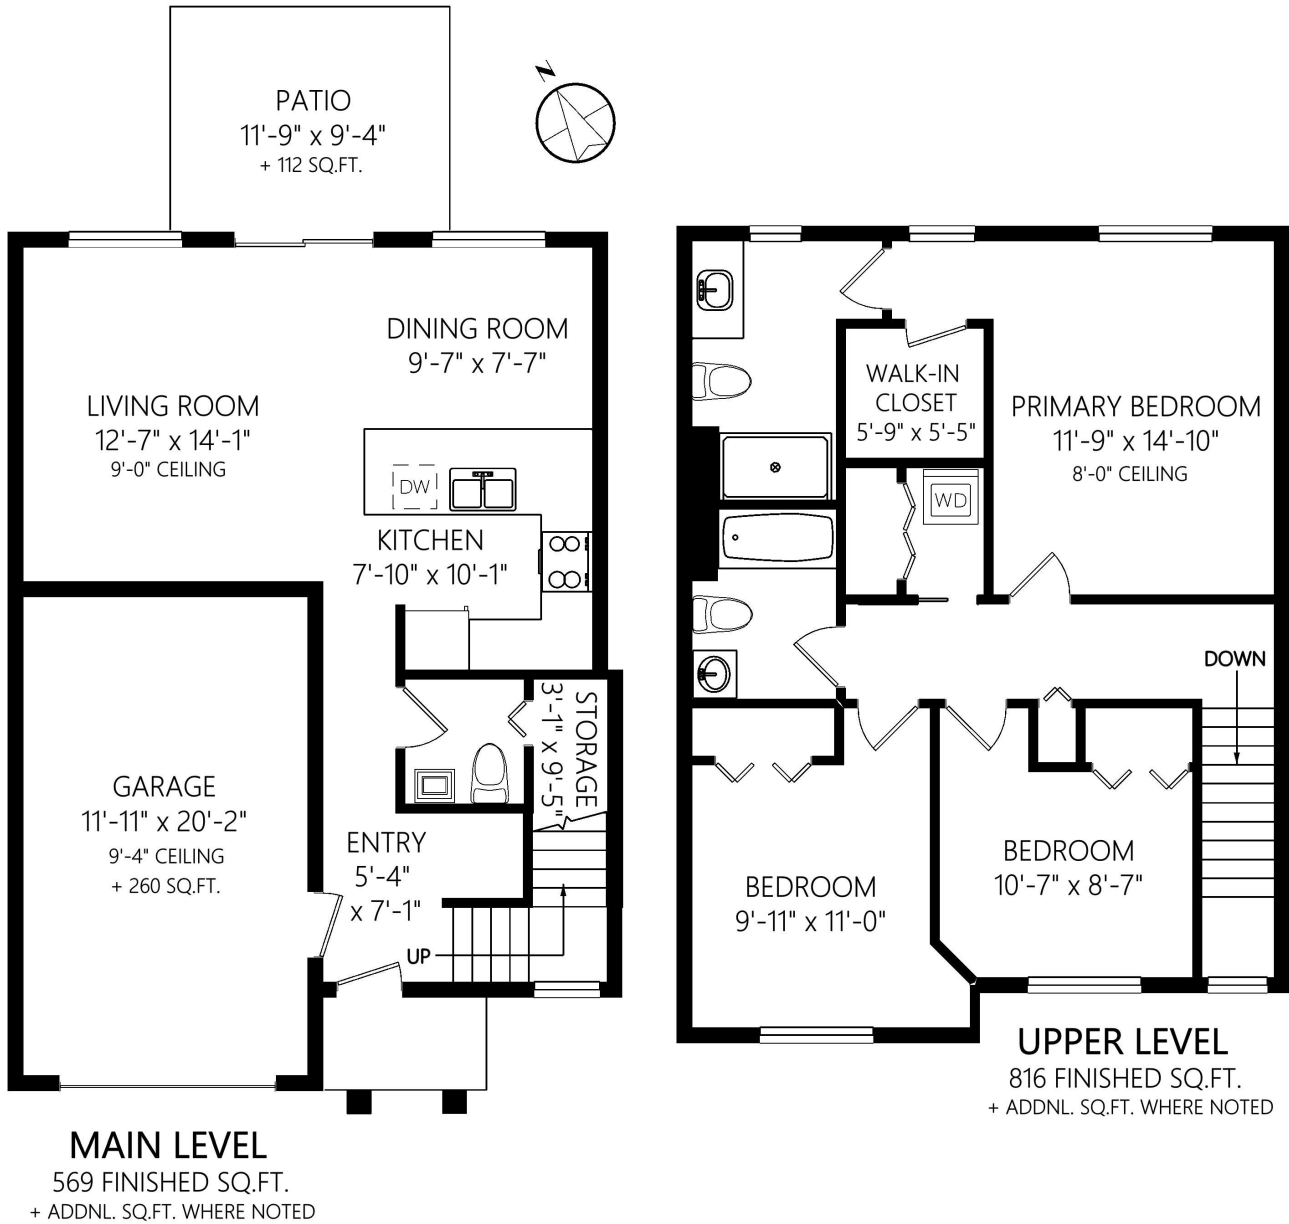 N
PATIO
11'-9" x 9'-4"
+ 112 SQ.FT.
DINING ROOM
9'-7" x 7'-7"
LIVING ROOM
12'-7" x 14'-1"
9'-0" CEILING
DW
KITCHEN
7'-10" x 10'-1"
STORAGE
3'-1" x 9'-5"
GARAGE
11'-11" x 20'-2"
9'-4" CEILING
+ 260 SQ.FT.
ENTRY
5'-4"
x 7'-1"
UP
MAIN LEVEL
569 FINISHED SQ.FT.
+ ADDNL. SQ.FT. WHERE NOTED
WALK-IN
CLOSET
5'-9" x 5'-5"
PRIMARY BEDROOM
11'-9" x 14'-10"
8'-0" CEILING
WD
DOWN
BEDROOM
9'-11" x 11'-0"
BEDROOM
10'-7" x 8'-7"
UPPER LEVEL
816 FINISHED SQ.FT.
+ ADDNL. SQ.FT. WHERE NOTED